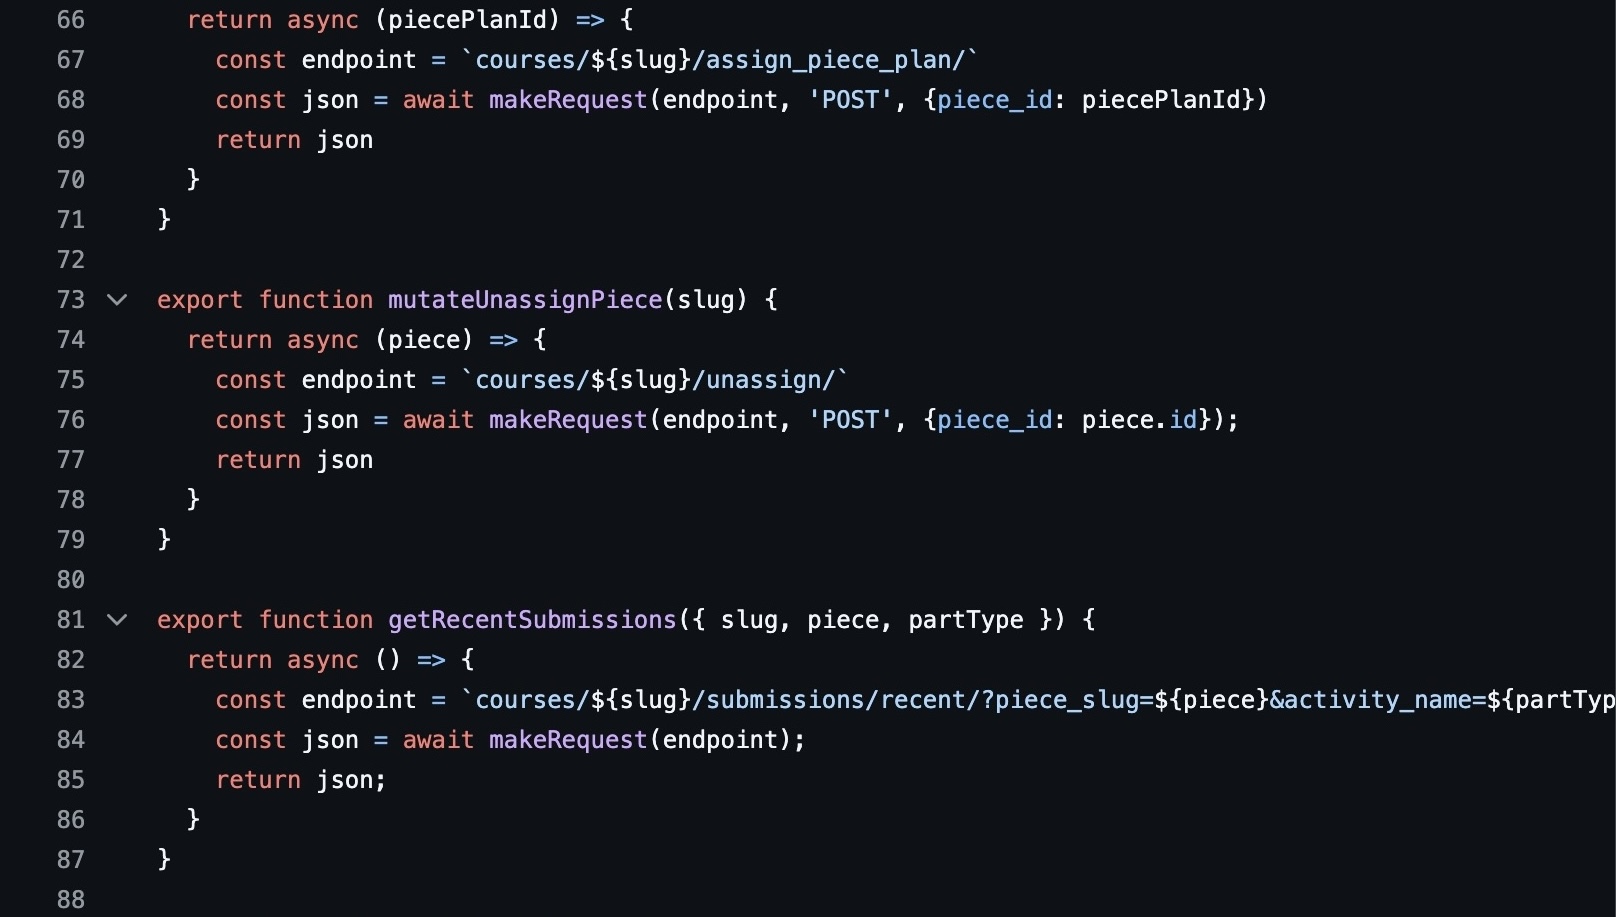 66 return async (piecePlanId) => {
67 const endpoint = `courses/${slug}/assign_piece_plan/`
68 const json = await makeRequest(endpoint, 'POST', {piece_id: piecePlanId})
69 return json
70 }
71 }
72
73 export function mutateUnassignPiece(slug) {
74 return async (piece) => {
75 const endpoint = `courses/${slug}/unassign/`
76 const json = await makeRequest(endpoint, 'POST', {piece_id: piece.id});
77 return json
78 }
79 }
80
81 export function getRecentSubmissions({ slug, piece, partType }) {
82 return async () => {
83 const endpoint = `courses/${slug}/submissions/recent/?piece_slug=${piece}&activity_name=${partTyp
84 const json = await makeRequest(endpoint);
85 return json;
86 }
87 }
88